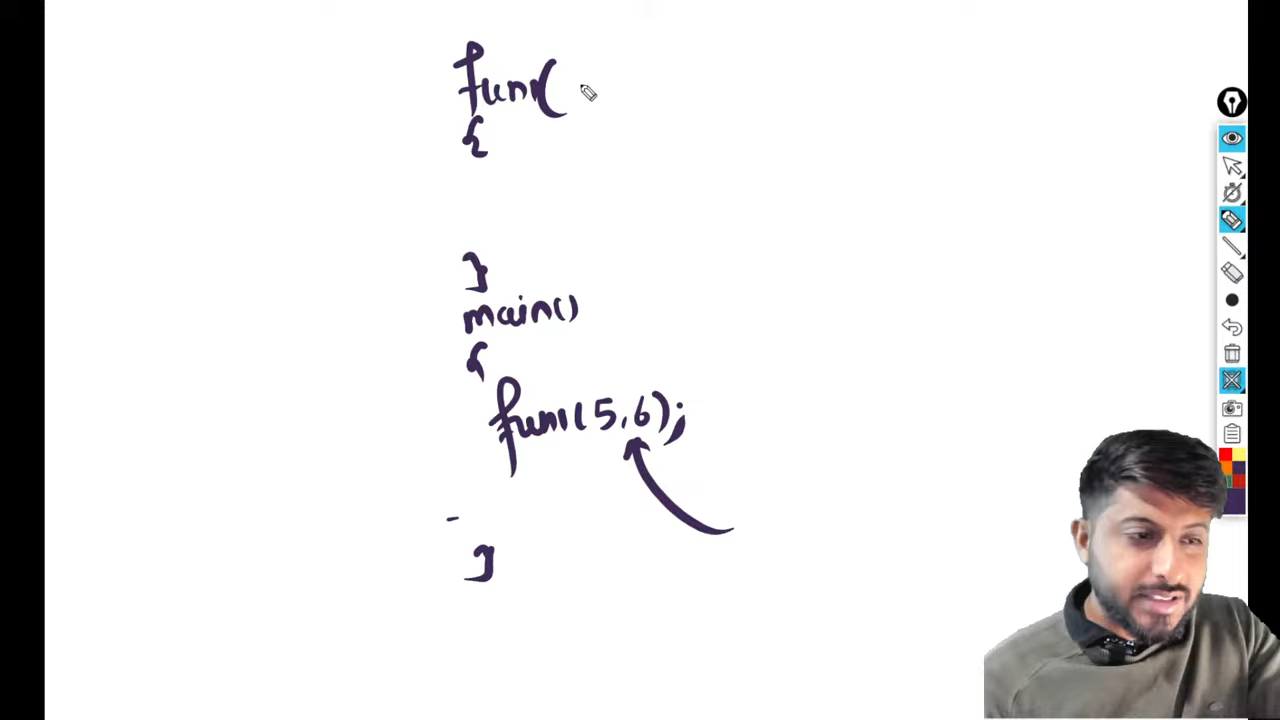 fun(
{
}
main()
{
fun(5,6);
}